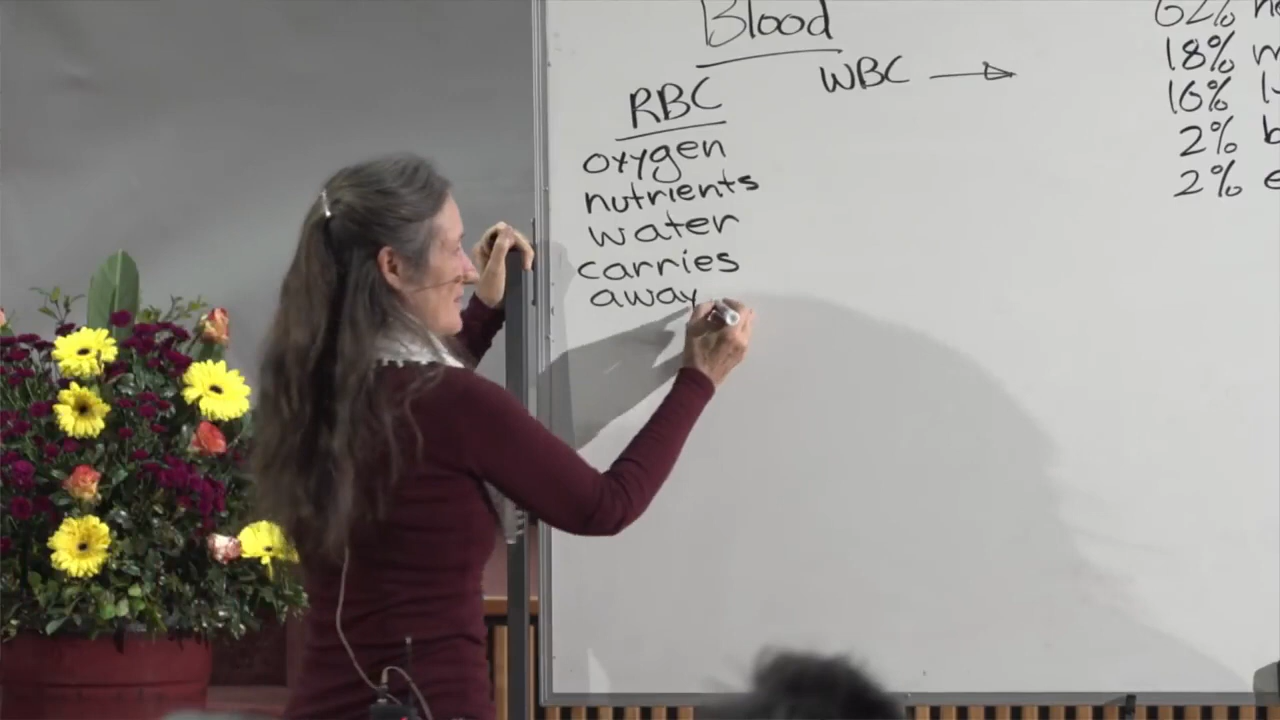 Blood
RBC
WBC →
oxygen
nutrients
water
carries
away
62%
18%
16%
2%
2%